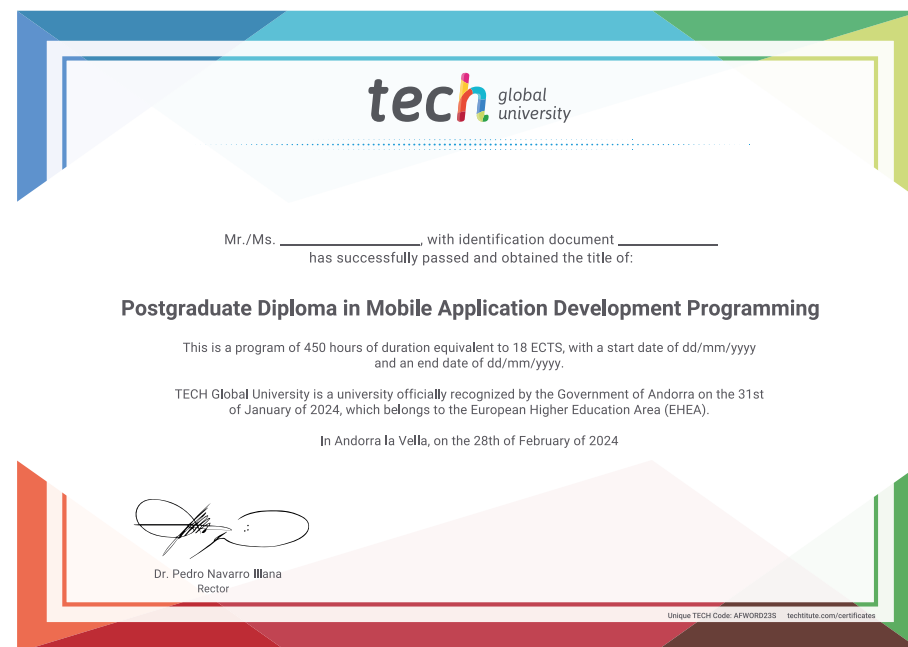 tech global university
Mr./Ms. ____________________, with identification document ______________
has successfully passed and obtained the title of:
Postgraduate Diploma in Mobile Application Development Programming
This is a program of 450 hours of duration equivalent to 18 ECTS, with a start date of dd/mm/yyyy
and an end date of dd/mm/yyyy.
TECH Global University is a university officially recognized by the Government of Andorra on the 31st
of January of 2024, which belongs to the European Higher Education Area (EHEA).
In Andorra la Vella, on the 28th of February of 2024
Dr. Pedro Navarro Illana
Rector
Unique TECH Code: AFWORD23S techtitute.com/certificates